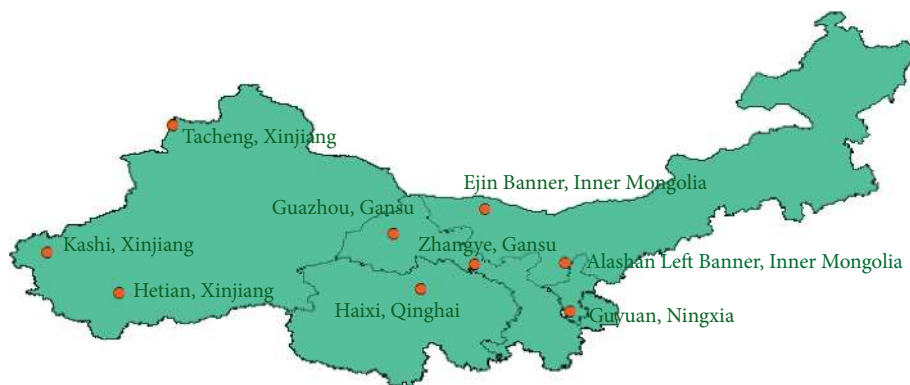 Tacheng, Xinjiang
Ejin Banner, Inner Mongolia
Guazhou, Gansu
Kashi, Xinjiang
Zhangye, Gansu
Alashan Left Banner, Inner Mongolia
Hetian, Xinjiang
Haixi, Qinghai
Guyuan, Ningxia